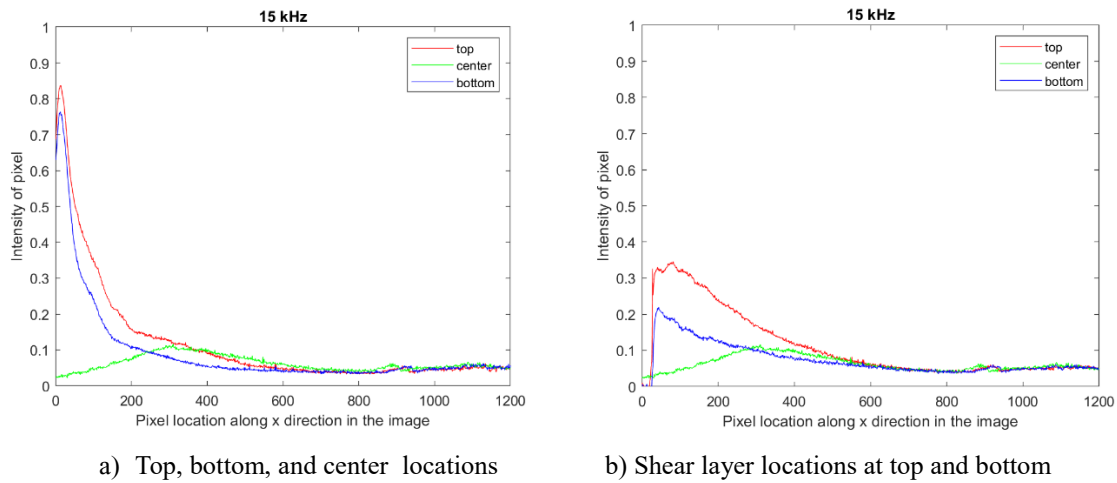 15 kHz
1
0.9
0.8
0.7
0.6
0.5
0.4
0.3
0.2
0.1
0
Intensity of pixel
top
center
bottom
0 200 400 600 800 1000 1200
Pixel location along x direction in the image
a) Top, bottom, and center locations
15 kHz
1
0.9
0.8
0.7
0.6
0.5
0.4
0.3
0.2
0.1
0
Intensity of pixel
top
center
bottom
0 200 400 600 800 1000 1200
Pixel location along x direction in the image
b) Shear layer locations at top and bottom